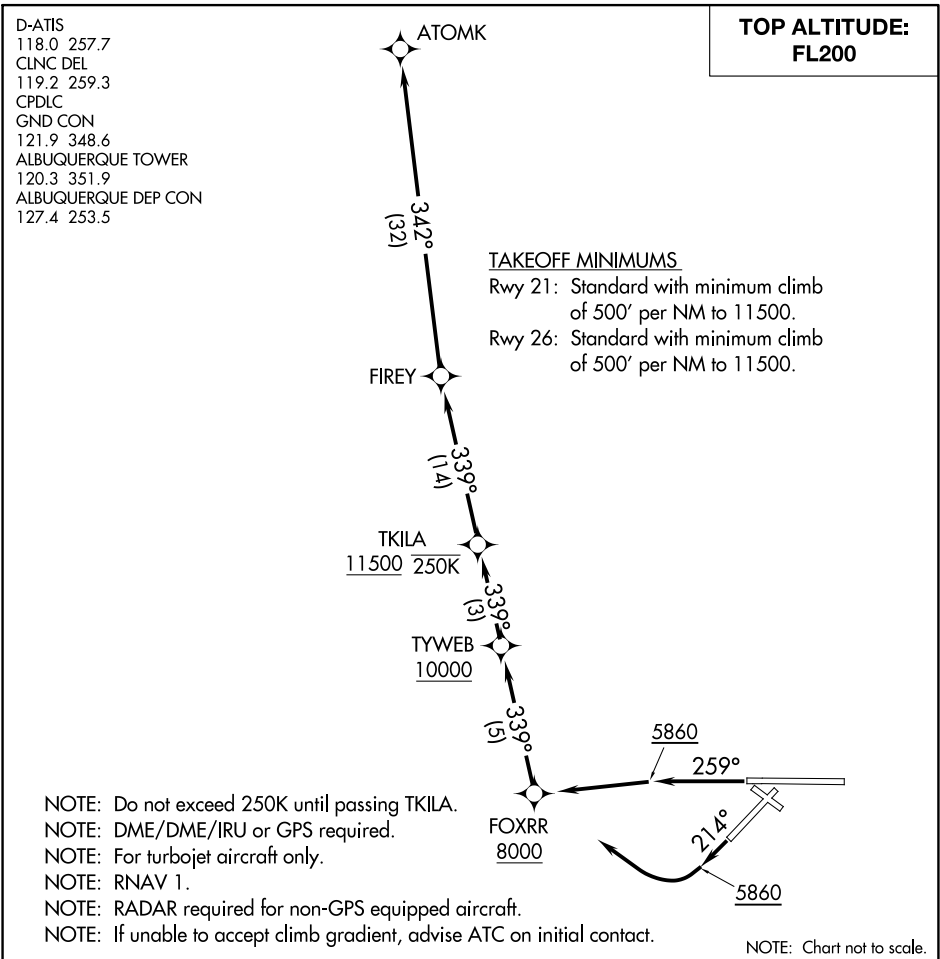 D-ATIS
118.0 257.7
CLNC DEL
119.2 259.3
CPDLC
GND CON
121.9 348.6
ALBUQUERQUE TOWER
120.3 351.9
ALBUQUERQUE DEP CON
127.4 253.5
TOP ALTITUDE:
FL200
ATOMK
342°
(32)
TAKEOFF MINIMUMS
Rwy 21: Standard with minimum climb
of 500' per NM to 11500.
Rwy 26: Standard with minimum climb
of 500' per NM to 11500.
FIREY
339°
(14)
TKILA
11500 250K
339°
(3)
TYWEB
10000
339°
(5)
5860
259°
FOXRR
8000
214°
5860
NOTE: Do not exceed 250K until passing TKILA.
NOTE: DME/DME/IRU or GPS required.
NOTE: For turbojet aircraft only.
NOTE: RNAV 1.
NOTE: RADAR required for non-GPS equipped aircraft.
NOTE: If unable to accept climb gradient, advise ATC on initial contact.
NOTE: Chart not to scale.